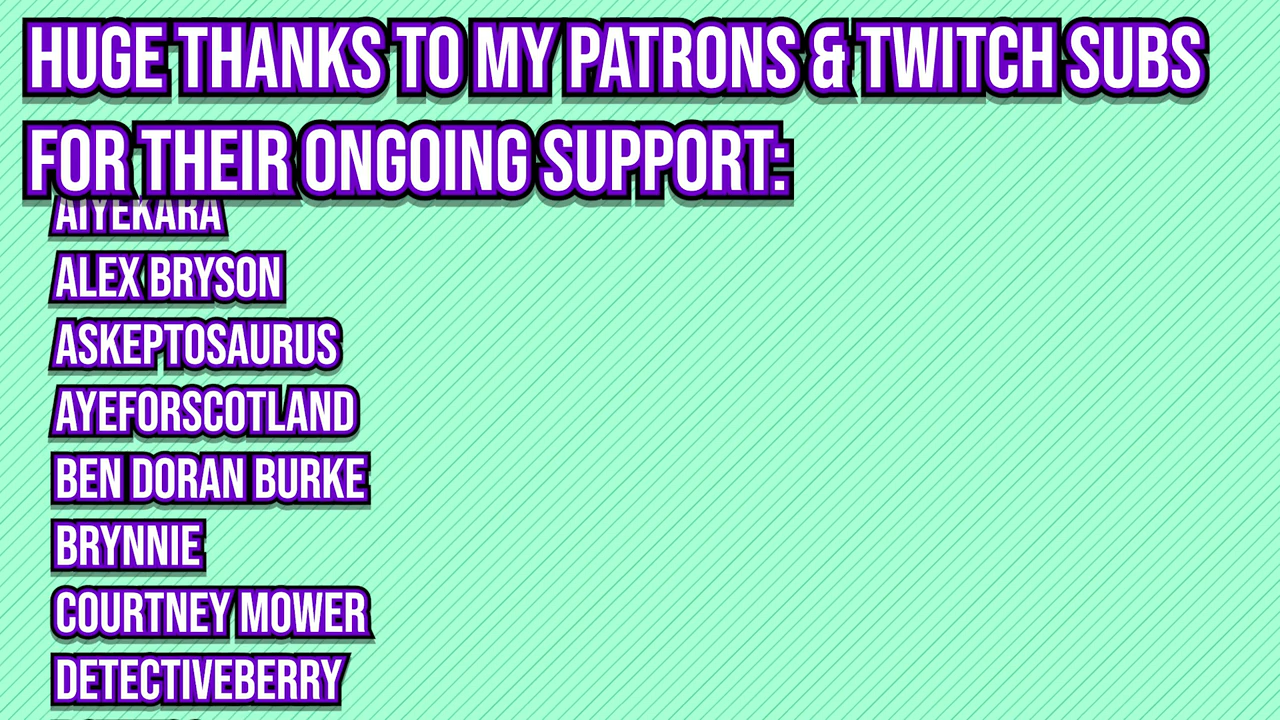 HUGE THANKS TO MY PATRONS & TWITCH SUBS
FOR THEIR ONGOING SUPPORT:
AIYEKARA
ALEX BRYSON
ASKEPTOSAURUS
AYEFORSCOTLAND
BEN DORAN BURKE
BRYNNIE
COURTNEY MOWER
DETECTIVEBERRY